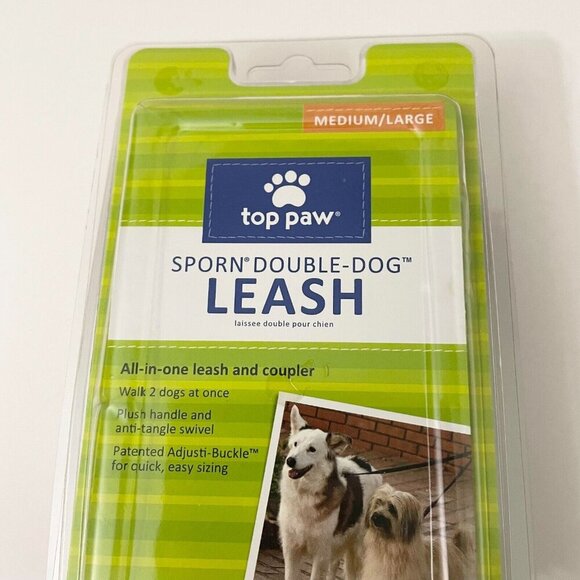 MEDIUM/LARGE
top paw®
SPORN® DOUBLE-DOG™
LEASH
laissee double pour chien
All-in-one leash and coupler
Walk 2 dogs at once
Plush handle and
anti-tangle swivel
Patented Adjusti-Buckle™
for quick, easy sizing